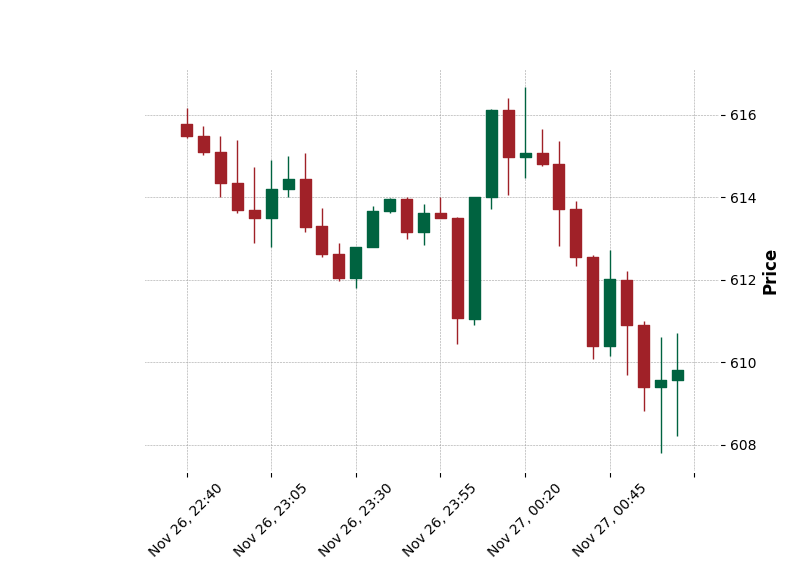 616
614
612
610
608
Price
Nov 26, 22:40
Nov 26, 23:05
Nov 26, 23:30
Nov 26, 23:55
Nov 27, 00:20
Nov 27, 00:45